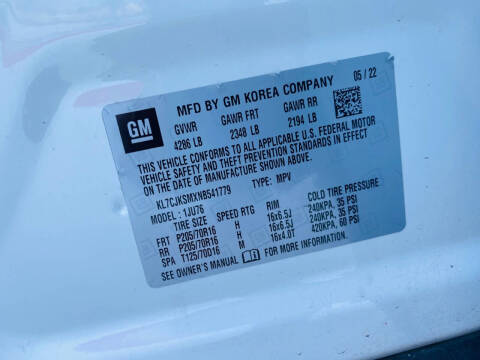 MFD BY GM KOREA COMPANY 05/22
GM
GVWR GAWR FRT GAWR RR
4286 LB 2348 LB 2194 LB
THIS VEHICLE CONFORMS TO ALL APPLICABLE U.S. FEDERAL MOTOR
VEHICLE SAFETY AND THEFT PREVENTION STANDARDS IN EFFECT
ON THE DATE OF MANUFACTURE SHOWN ABOVE.
KL7CJKSMXNB541779 TYPE: MPV
MODEL: 1JU76
TIRE SIZE SPEED RTG RIM COLD TIRE PRESSURE
FRT P205/70R16 H 16x6.5J 240KPA, 35 PSI
RR P205/70R16 H 16x6.5J 240KPA, 35 PSI
SPA T125/70D16 M 16x4.0T 420KPA, 60 PSI
SEE OWNER'S MANUAL FOR MORE INFORMATION.